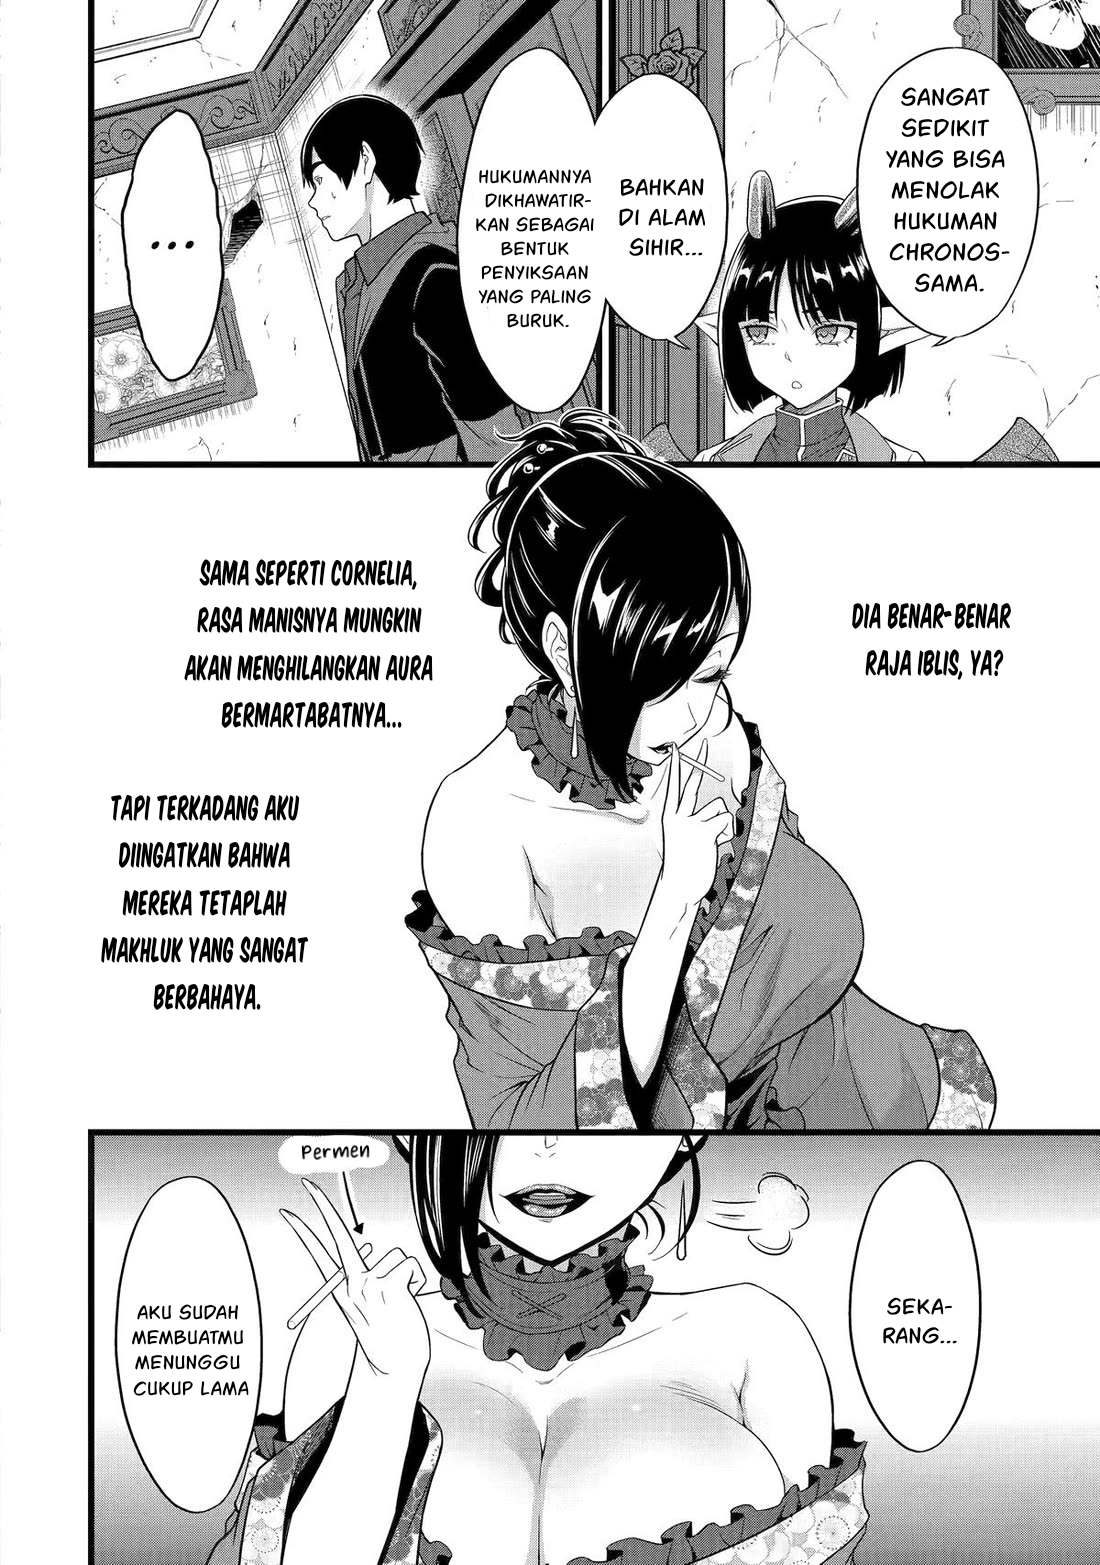 SANGAT
SEDIKIT
YANG BISA
MENOLAK
HUKUMAN
CHRONOS-
SAMA.
BAHKAN
DI ALAM
SIHIR...
HUKUMANNYA
DIKHAWATIR-
KAN SEBAGAI
BENTUK
PENYIKSAAN
YANG PALING
BURUK.
...
DIA BENAR-BENAR
RAJA IBLIS, YA?
SAMA SEPERTI CORNELIA,
RASA MANISNYA MUNGKIN
AKAN MENGHILANGKAN AURA
BERMARTABATNYA...
TAPI TERKADANG AKU
DIINGATKAN BAHWA
MEREKA TETAPLAH
MAKHLUK YANG SANGAT
BERBAHAYA.
SEKA-
RANG...
Permen
AKU SUDAH
MEMBUATMU
MENUNGGU
CUKUP LAMA